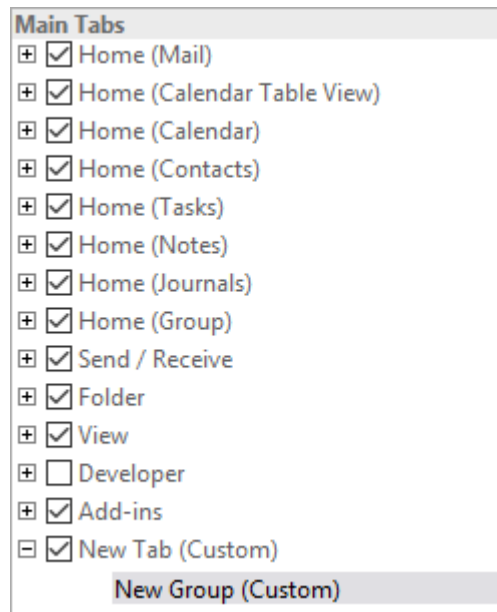 Main Tabs
Home (Mail)
Home (Calendar Table View)
Home (Calendar)
Home (Contacts)
Home (Tasks)
Home (Notes)
Home (Journals)
Home (Group)
Send / Receive
Folder
View
Developer
Add-ins
New Tab (Custom)
New Group (Custom)